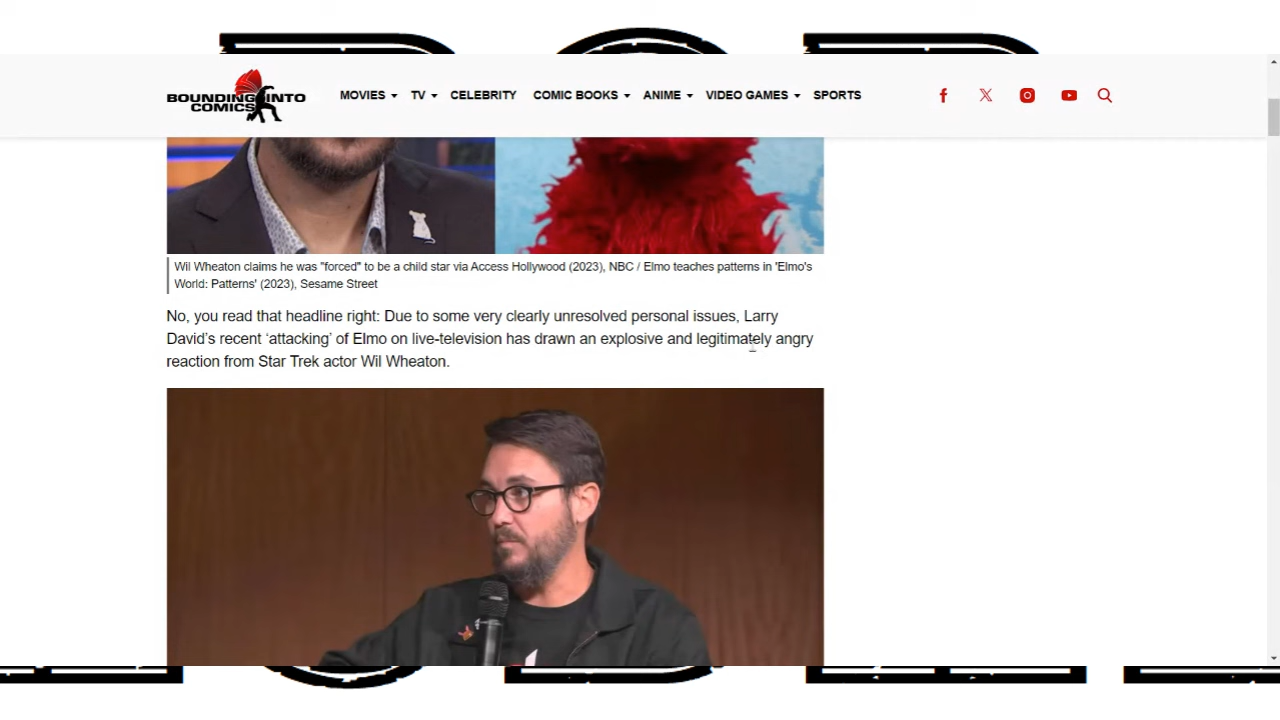 BOUNDING INTO
COMICS
MOVIES TV CELEBRITY COMIC BOOKS ANIME VIDEO GAMES SPORTS
Wil Wheaton claims he was "forced" to be a child star via Access Hollywood (2023), NBC / Elmo teaches patterns in 'Elmo's
World: Patterns' (2023), Sesame Street
No, you read that headline right: Due to some very clearly unresolved personal issues, Larry
David’s recent ‘attacking’ of Elmo on live-television has drawn an explosive and legitimately angry
reaction from Star Trek actor Wil Wheaton.